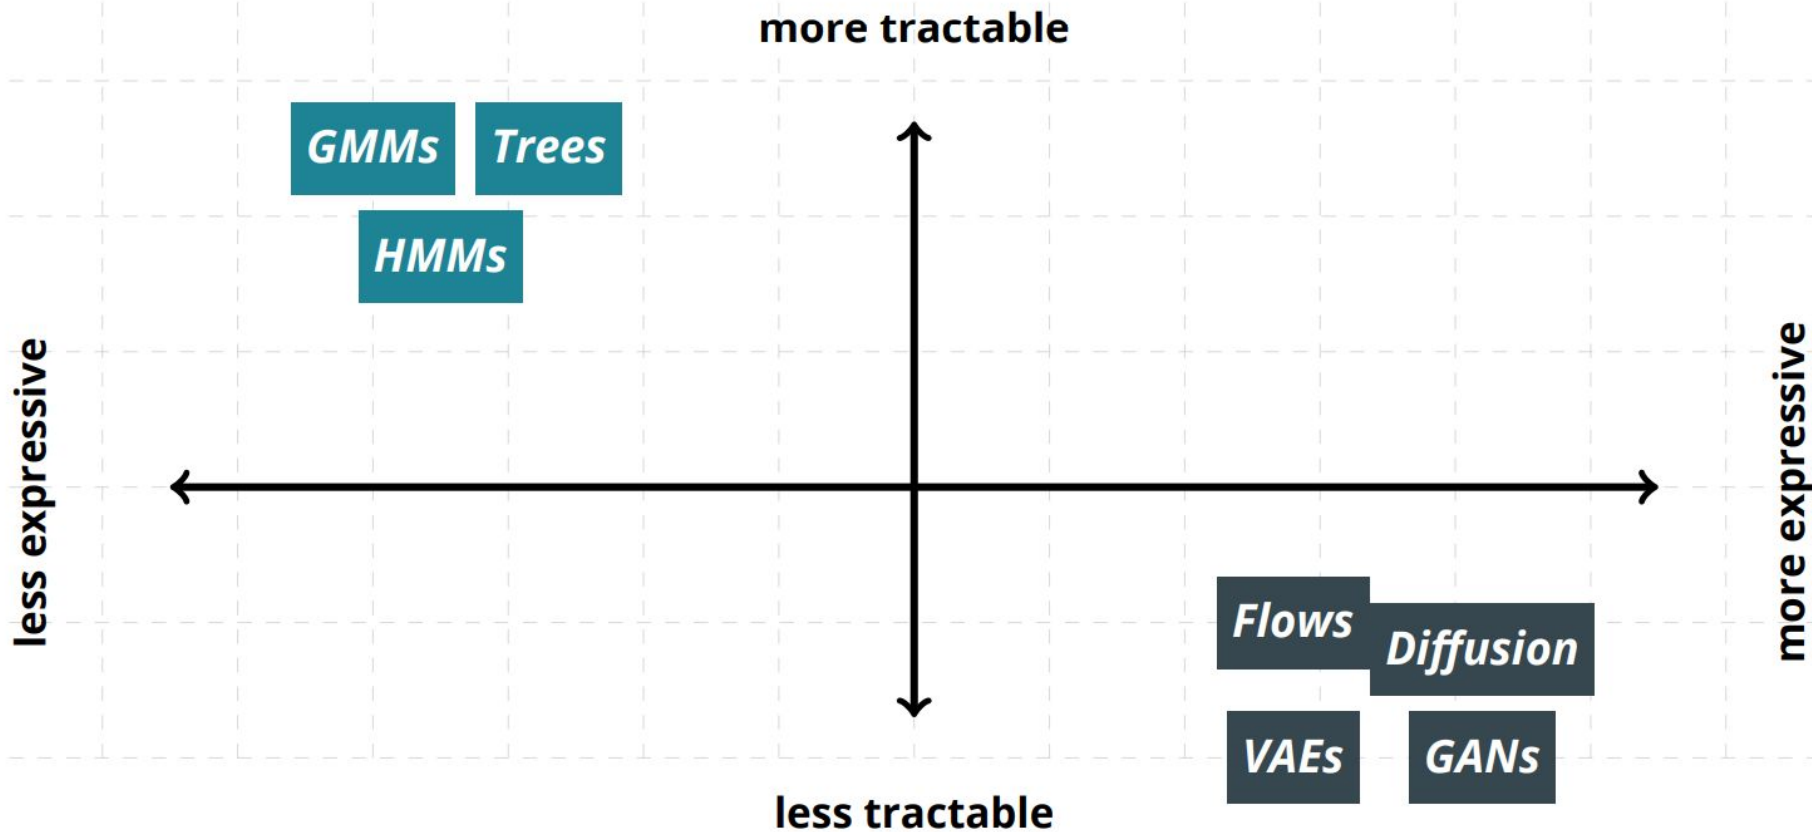 more tractable
GMMs
Trees
HMMs
less expressive
more expressive
Flows
Diffusion
VAEs
GANs
less tractable